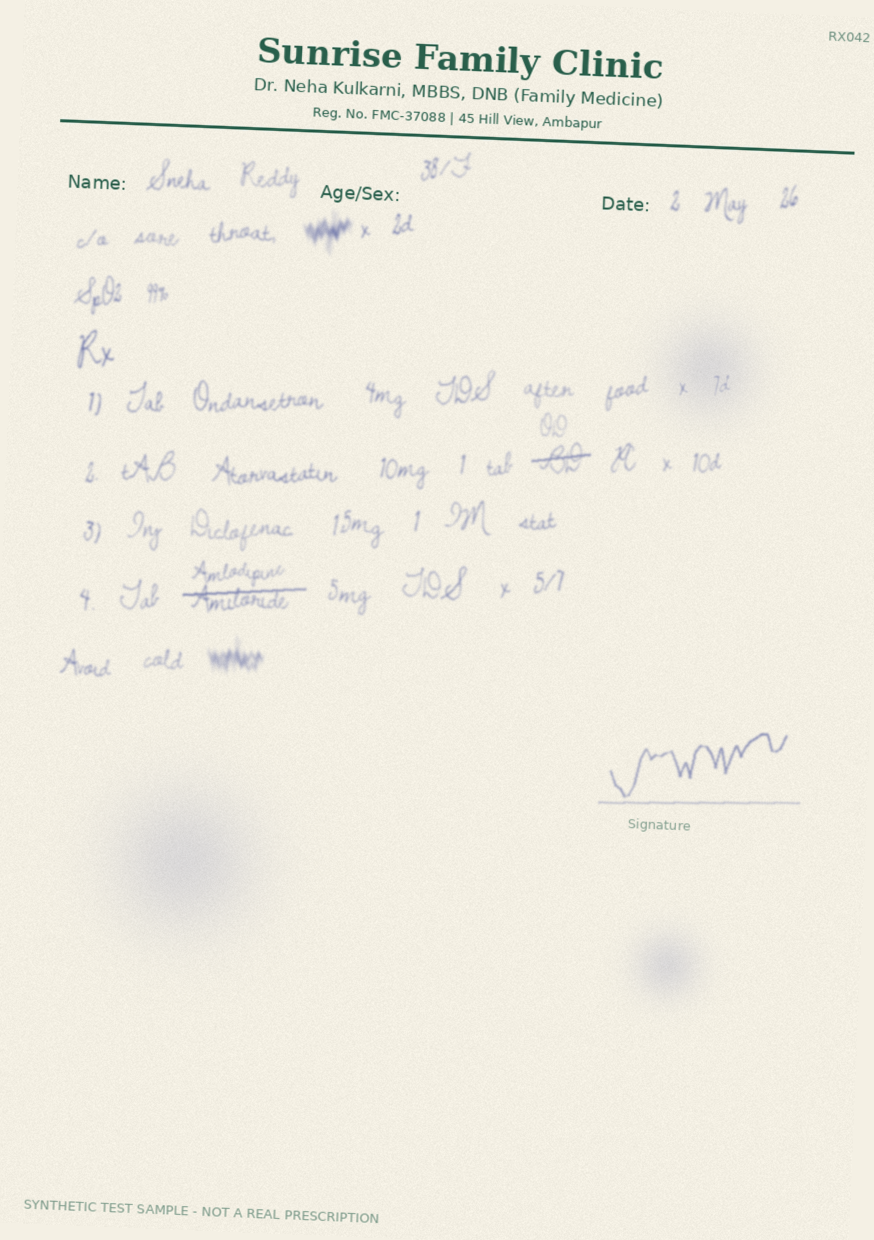 RX042
Sunrise Family Clinic
Dr. Neha Kulkarni, MBBS, DNB (Family Medicine)
Reg. No. FMC-37088 | 45 Hill View, Ambapur
Name: Sneha Reddy Age/Sex: 38/F Date: 2 May 26
c/o sore throat, x 2d
SpO2 99%
Rx
1) Tab Ondansetron 4mg TDS after food x 7d
OD
2. tAB Atorvastatin 10mg 1 tab BD PC x 10d
3) Inj Diclofenac 75mg 1 IM stat
Amlodipine
4. Tab Amiloride 5mg TDS x 5/7
Avoid cold
Signature
SYNTHETIC TEST SAMPLE - NOT A REAL PRESCRIPTION